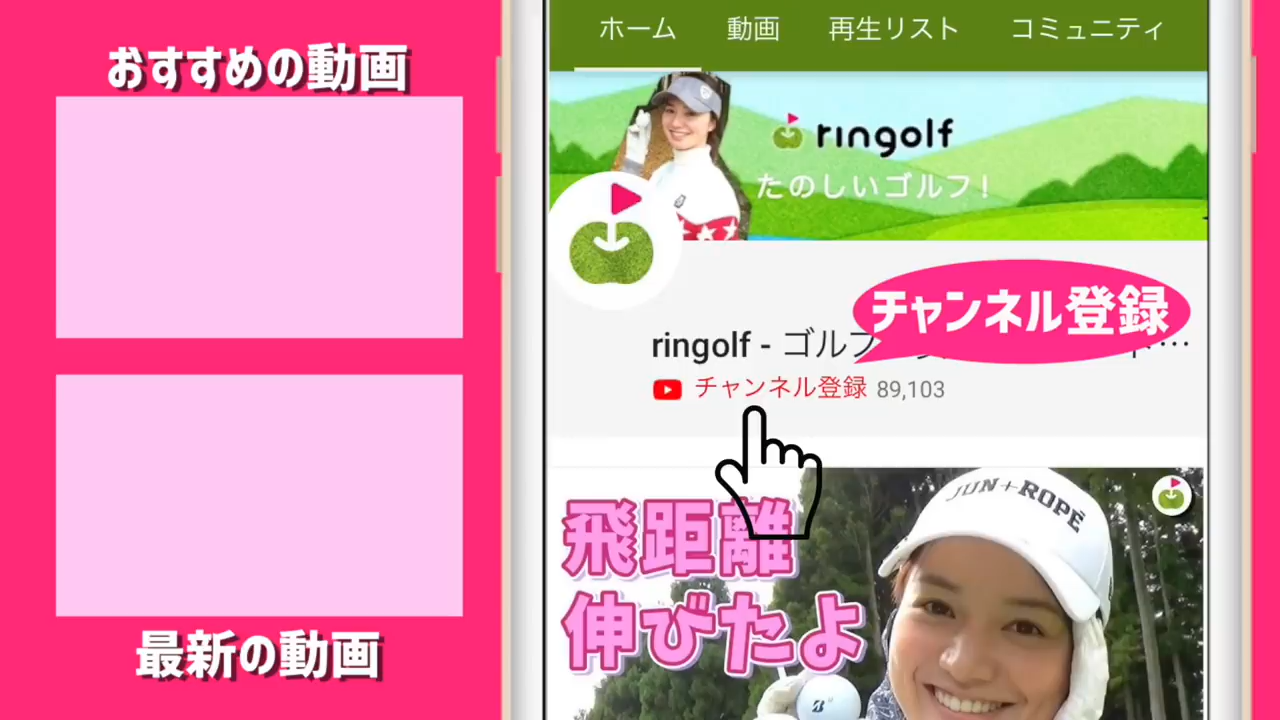 おすすめの動画
最新の動画
ホーム 動画 再生リスト コミュニティ
ringolf
たのしいゴルフ!
チャンネル登録
ringolf - ゴルフ
チャンネル登録 89,103
JUN+ROPÉ
飛距離
伸びたよ
B